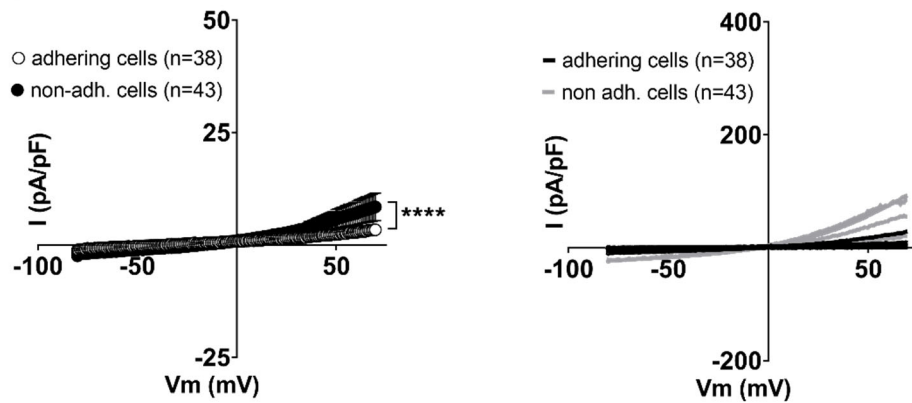 50
adhering cells (n=38)
non-adh. cells (n=43)
25
I (pA/pF)
****
-100
-50
50
-25
Vm (mV)
400
adhering cells (n=38)
non adh. cells (n=43)
200
I (pA/pF)
-100
-50
50
-200
Vm (mV)